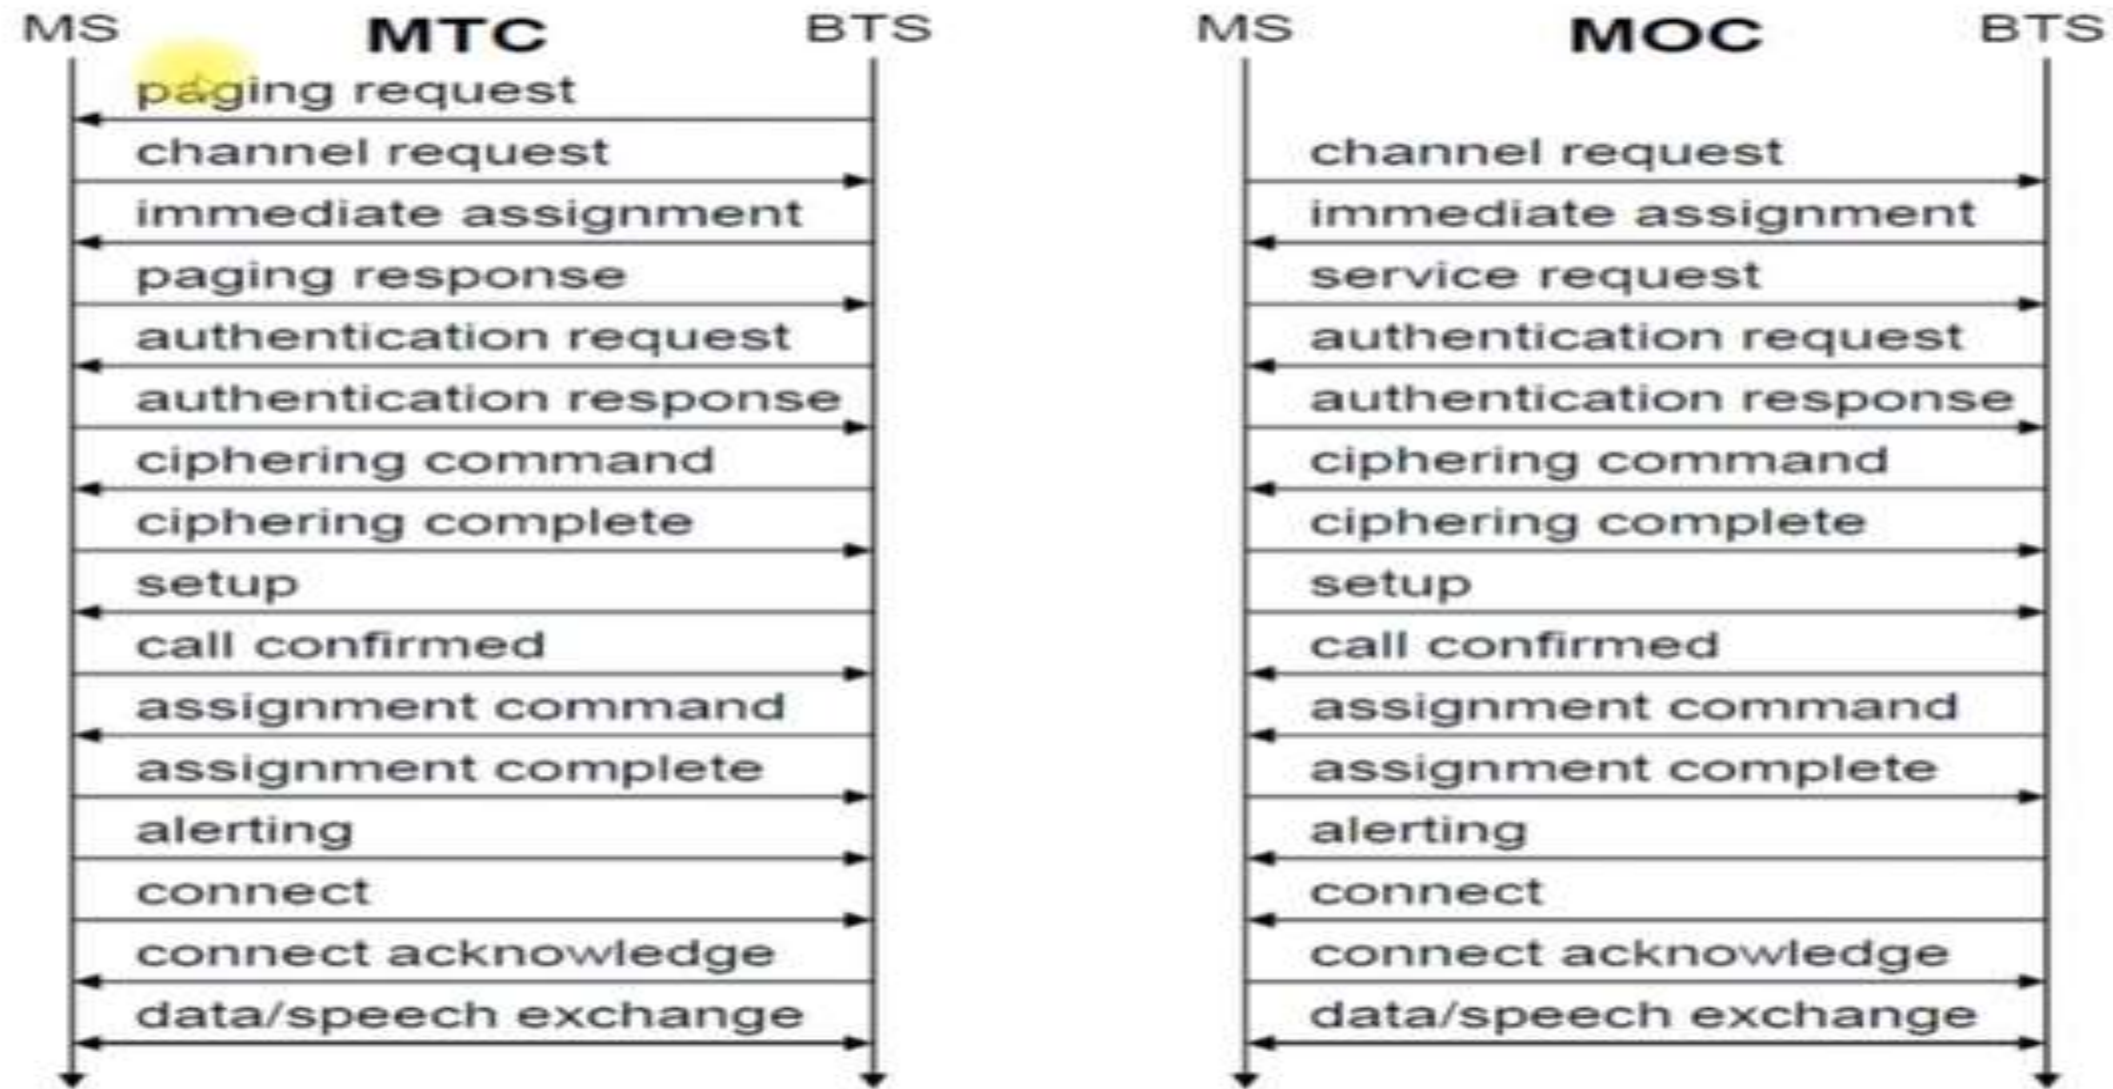 MS MTC BTS
paging request
channel request
immediate assignment
paging response
authentication request
authentication response
ciphering command
ciphering complete
setup
call confirmed
assignment command
assignment complete
alerting
connect
connect acknowledge
data/speech exchange
MS MOC BTS
channel request
immediate assignment
service request
authentication request
authentication response
ciphering command
ciphering complete
setup
call confirmed
assignment command
assignment complete
alerting
connect
connect acknowledge
data/speech exchange